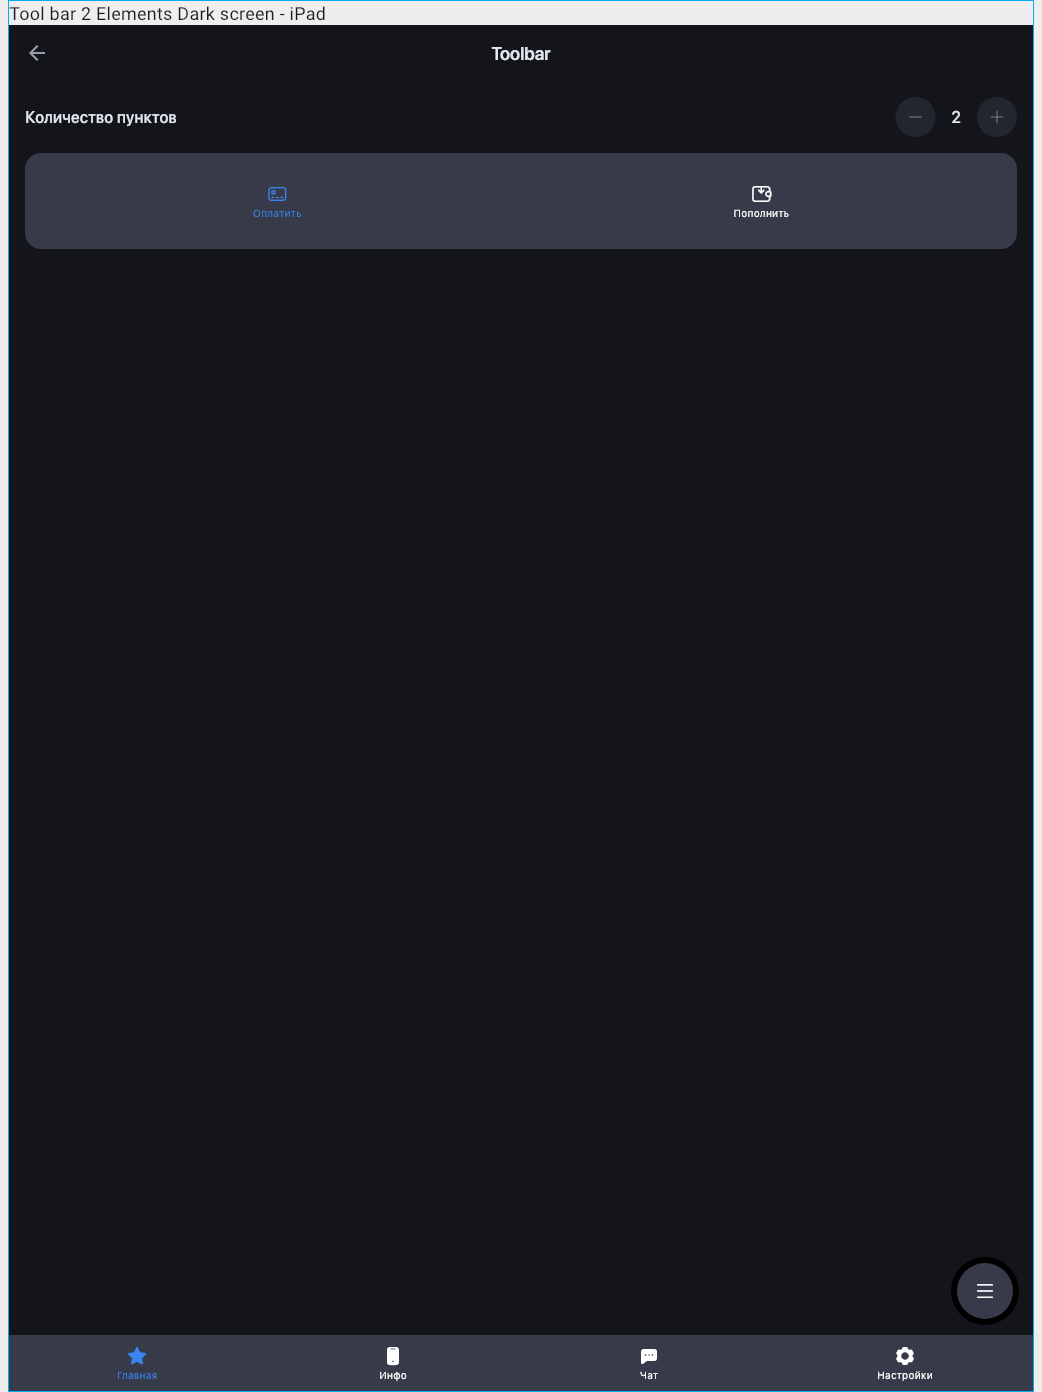 Tool bar 2 Elements Dark screen - iPad
Toolbar
Количество пунктов
2
Оплатить
Пополнить
Главная
Инфо
Чат
Настройки